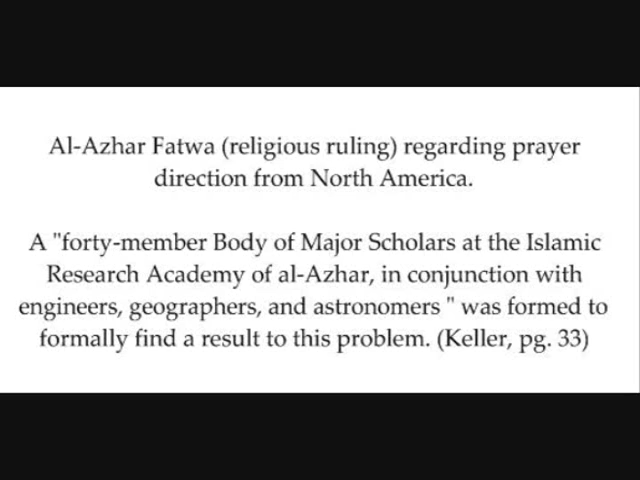 Al-Azhar Fatwa (religious ruling) regarding prayer
direction from North America.
A "forty-member Body of Major Scholars at the Islamic
Research Academy of al-Azhar, in conjunction with
engineers, geographers, and astronomers " was formed to
formally find a result to this problem. (Keller, pg. 33)